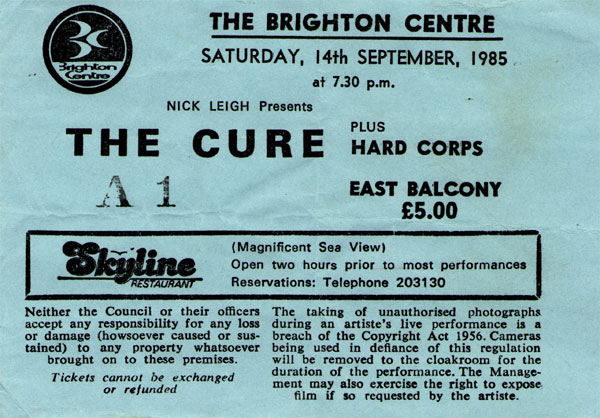 Brighton
Centre
THE BRIGHTON CENTRE
SATURDAY, 14th SEPTEMBER, 1985
at 7.30 p.m.
NICK LEIGH Presents
THE CURE
PLUS
HARD CORPS
A 1
EAST BALCONY
£5.00
Skyline
RESTAURANT
(Magnificent Sea View)
Open two hours prior to most performances
Reservations: Telephone 203130
Neither the Council or their officers
accept any responsibility for any loss
or damage (howsoever caused or sus-
tained) to any property whatsoever
brought on to these premises.
Tickets cannot be exchanged
or refunded
The taking of unauthorised photographs
during an artiste's live performance is a
breach of the Copyright Act 1956. Cameras
being used in defiance of this regulation
will be removed to the cloakroom for the
duration of the performance. The Manage-
ment may also exercise the right to expose
film if so requested by the artiste.